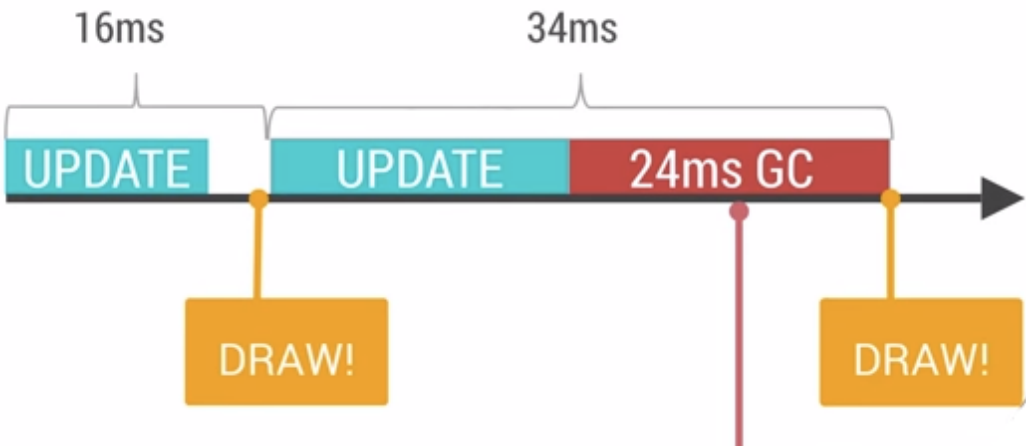 16ms
34ms
UPDATE
UPDATE
24ms GC
DRAW!
DRAW!